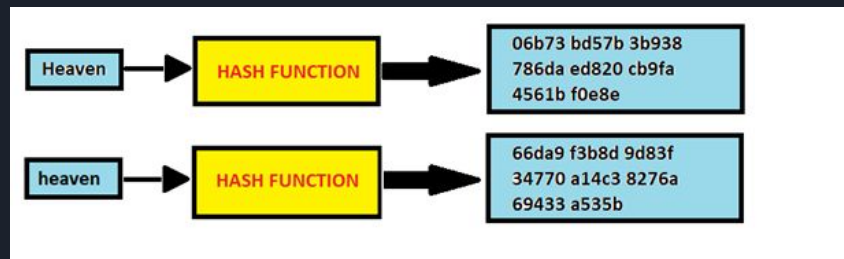 Heaven
HASH FUNCTION
06b73 bd57b 3b938
786da ed820 cb9fa
4561b f0e8e
heaven
HASH FUNCTION
66da9 f3b8d 9d83f
34770 a14c3 8276a
69433 a535b